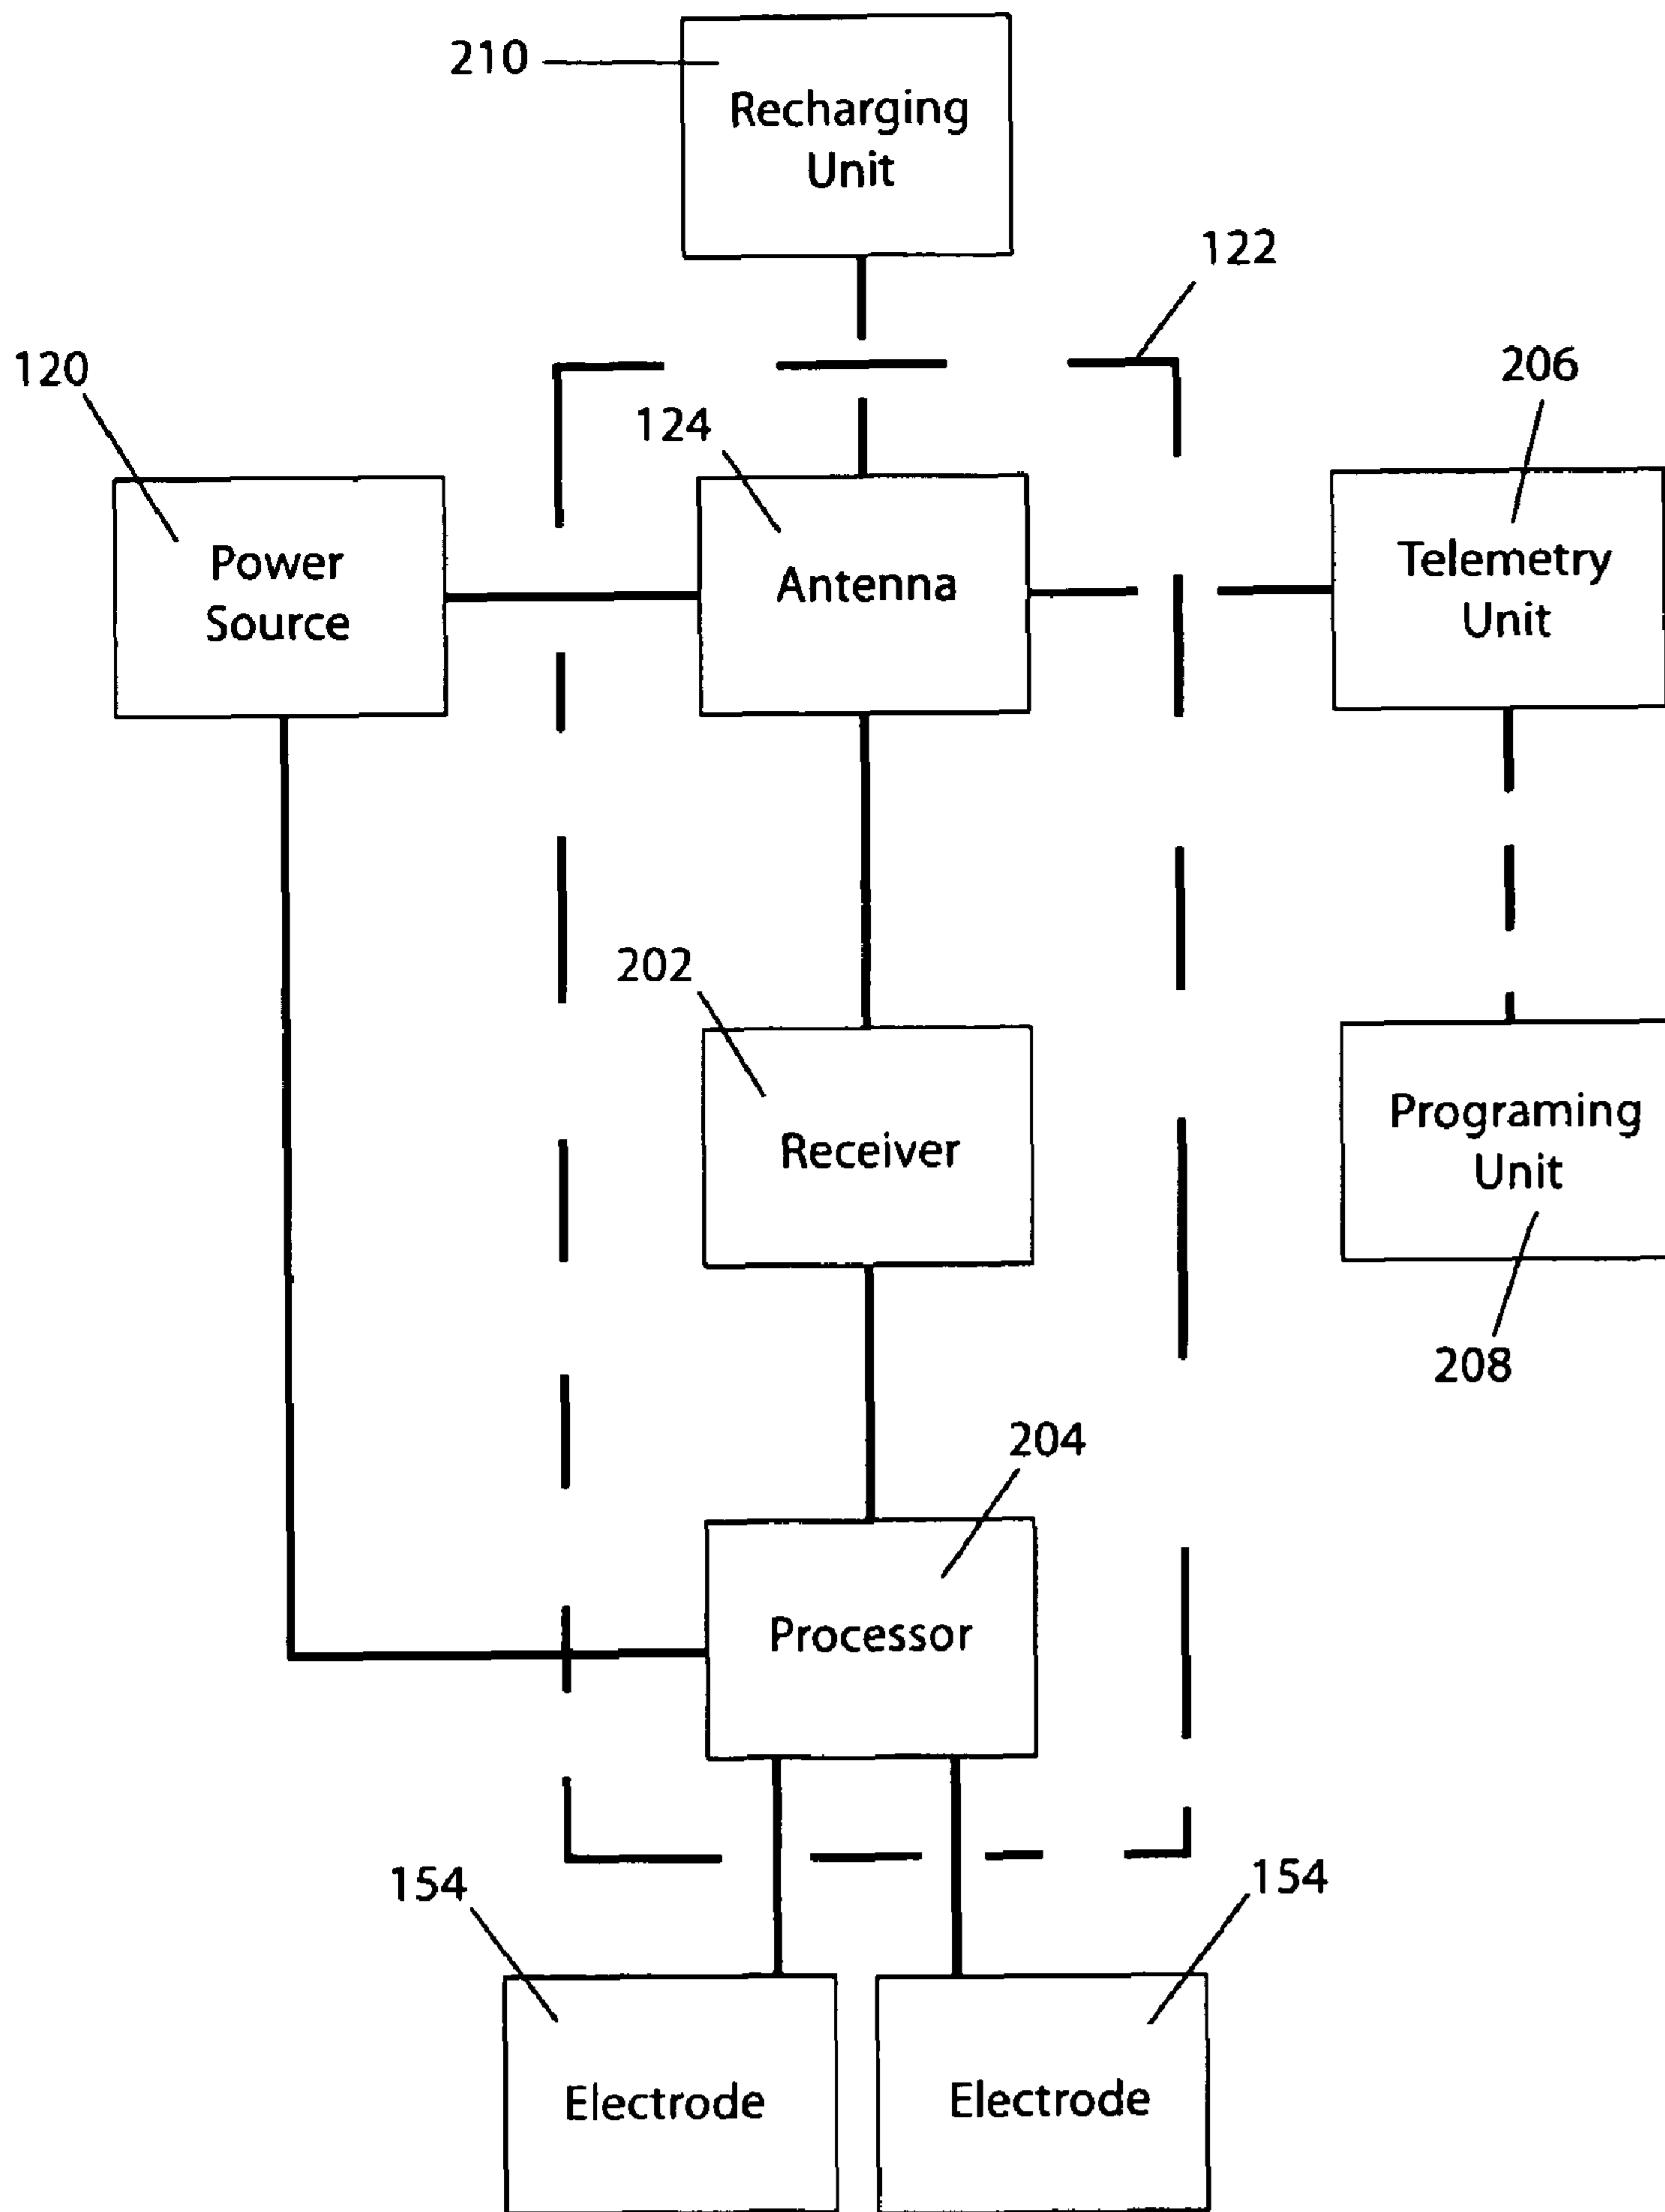 210
Recharging
Unit
122
120
124
206
Power
Source
Antenna
Telemetry
Unit
202
Receiver
Programing
Unit
208
204
Processor
154
154
Electrode
Electrode